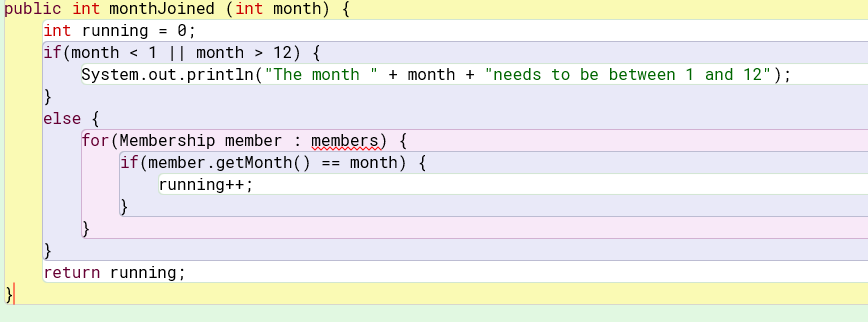 public int monthJoined (int month) {
    int running = 0;
    if(month < 1 || month > 12) {
        System.out.println("The month " + month + "needs to be between 1 and 12");
    }
    else {
        for(Membership member : members) {
            if(member.getMonth() == month) {
                running++;
            }
        }
    }
    return running;
}